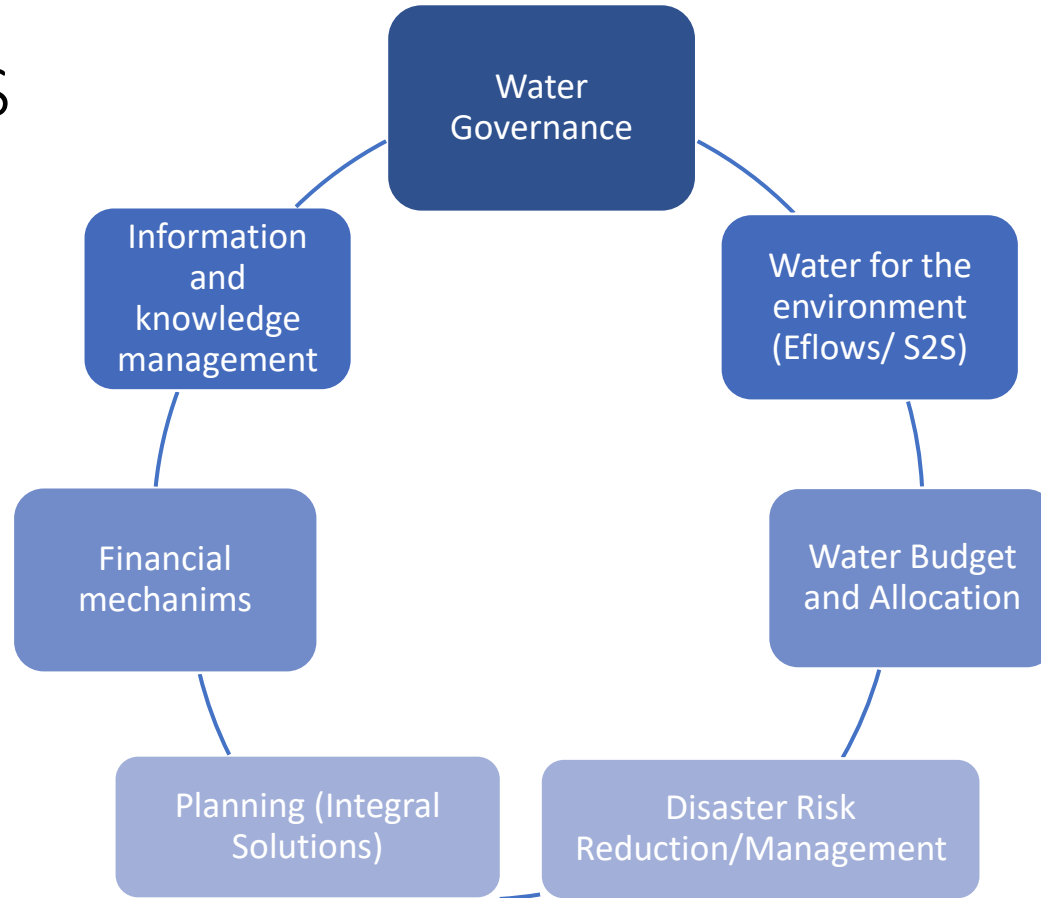 S
Water
Governance
Information
and
knowledge
management
Water for the
environment
(Eflows/ S2S)
Financial
mechanims
Water Budget
and Allocation
Planning (Integral
Solutions)
Disaster Risk
Reduction/Management